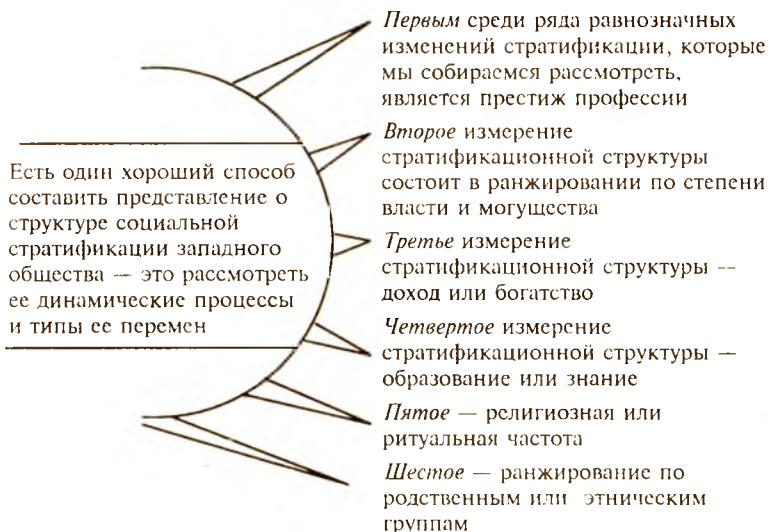 Есть один хороший способ
составить представление о
структуре социальной
стратификации западного
общества — это рассмотреть
ее динамические процессы
и типы ее перемен
Первым среди ряда равнозначных
изменений стратификации, которые
мы собираемся рассмотреть,
является престиж профессии
Второе измерение
стратификационной структуры
состоит в ранжировании по степени
власти и могущества
Третье измерение
стратификационной структуры --
доход или богатство
Четвертое измерение
стратификационной структуры —
образование или знание
Пятое — религиозная или
ритуальная частота
Шестое — ранжирование по
родственным или этническим
группам